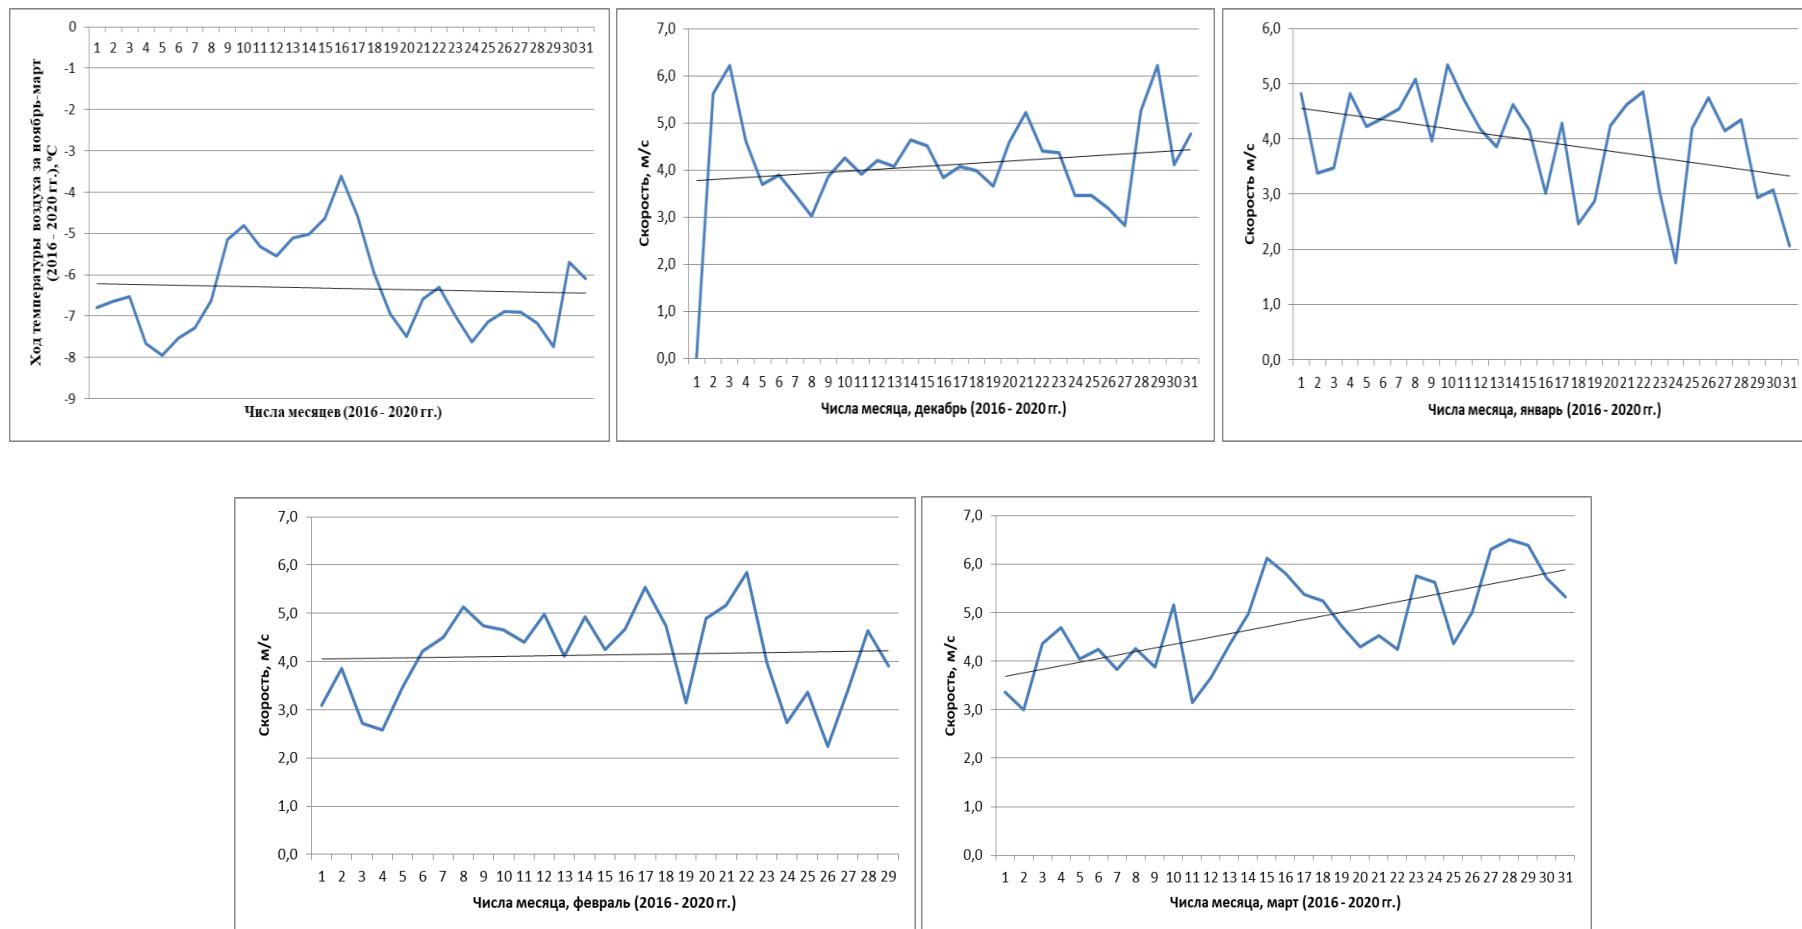 Ход температуры воздуха за ноябрь-март
(2016 - 2020 гг.), ºС
0
-1
-2
-3
-4
-5
-6
-7
-8
-9
1 2 3 4 5 6 7 8 9 10 11 12 13 14 15 16 17 18 19 20 21 22 23 24 25 26 27 28 29 30 31
Числа месяцев (2016 - 2020 гг.)
Скорость, м/с
7,0
6,0
5,0
4,0
3,0
2,0
1,0
0,0
1 2 3 4 5 6 7 8 9 10 11 12 13 14 15 16 17 18 19 20 21 22 23 24 25 26 27 28 29 30 31
Числа месяца, декабрь (2016 - 2020 гг.)
Скорость м/с
6,0
5,0
4,0
3,0
2,0
1,0
0,0
1 2 3 4 5 6 7 8 9 10 11 12 13 14 15 16 17 18 19 20 21 22 23 24 25 26 27 28 29 30 31
Числа месяца, январь (2016 - 2020 гг.)
Скорость, м/с
7,0
6,0
5,0
4,0
3,0
2,0
1,0
0,0
1 2 3 4 5 6 7 8 9 10 11 12 13 14 15 16 17 18 19 20 21 22 23 24 25 26 27 28 29
Числа месяца, февраль (2016 - 2020 гг.)
Скорость, м/с
7,0
6,0
5,0
4,0
3,0
2,0
1,0
0,0
1 2 3 4 5 6 7 8 9 10 11 12 13 14 15 16 17 18 19 20 21 22 23 24 25 26 27 28 29 30 31
Числа месяца, март (2016 - 2020 гг.)